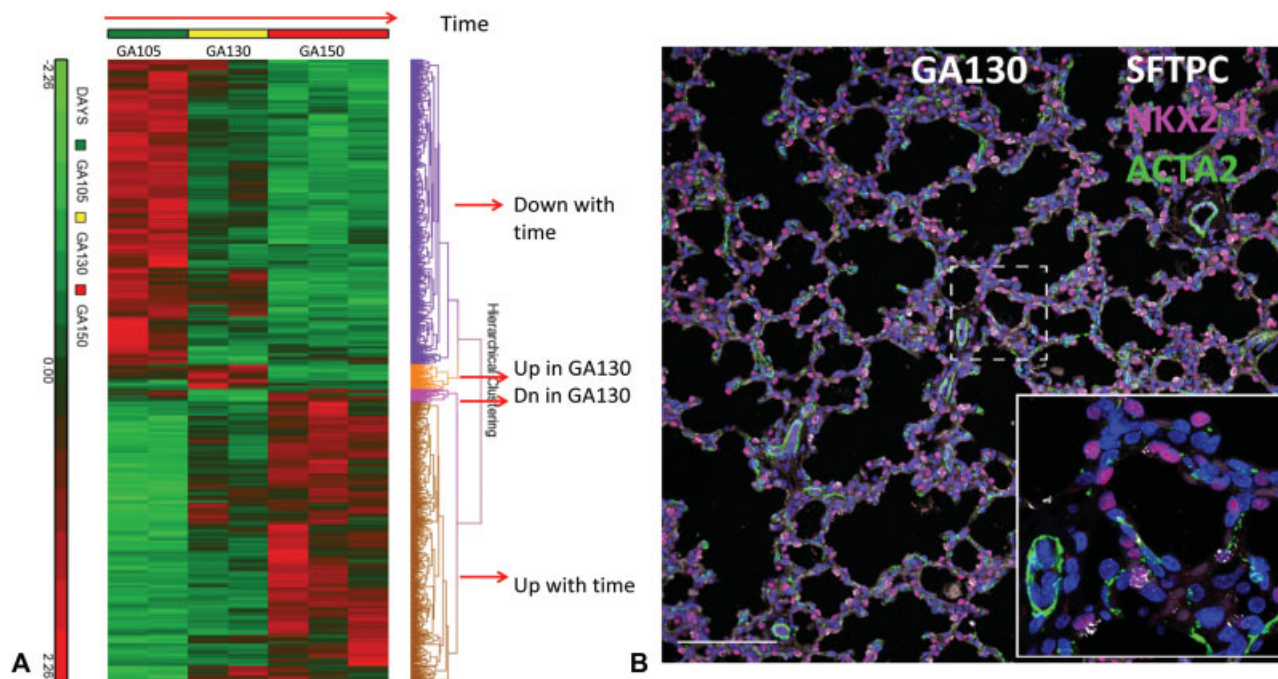 Time
GA105
GA130
GA150
-2.26
0.00
2.26
DAYS
GA105
GA130
GA150
Down with
time
Up in GA130
Dn in GA130
Up with time
Hierarchical Clustering
A
GA130
SFTPC
NKX2.1
ACTA2
B